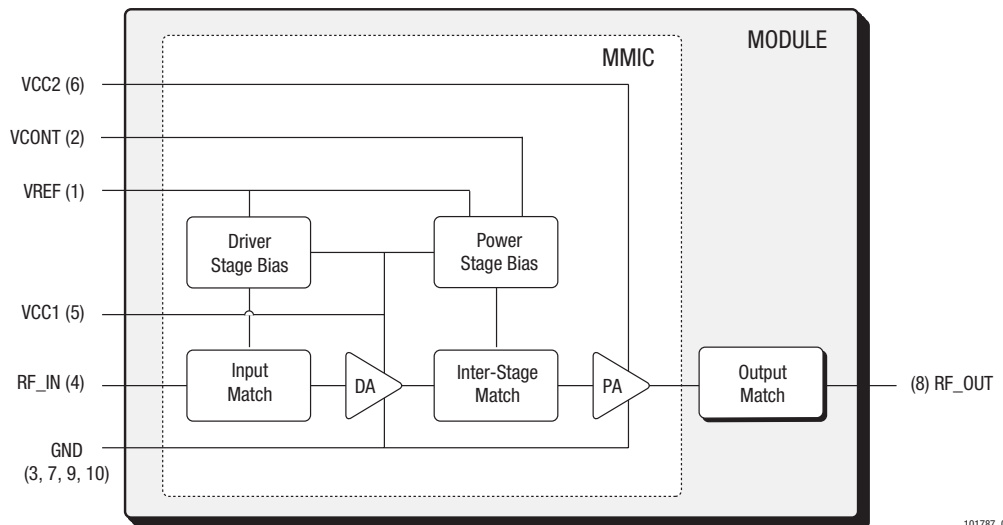 MODULE
MMIC
VCC2 (6)
VCONT (2)
VREF (1)
Driver
Stage Bias
Power
Stage Bias
VCC1 (5)
RF_IN (4)
Input
Match
DA
Inter-Stage
Match
PA
Output
Match
(8) RF_OUT
GND
(3, 7, 9, 10)